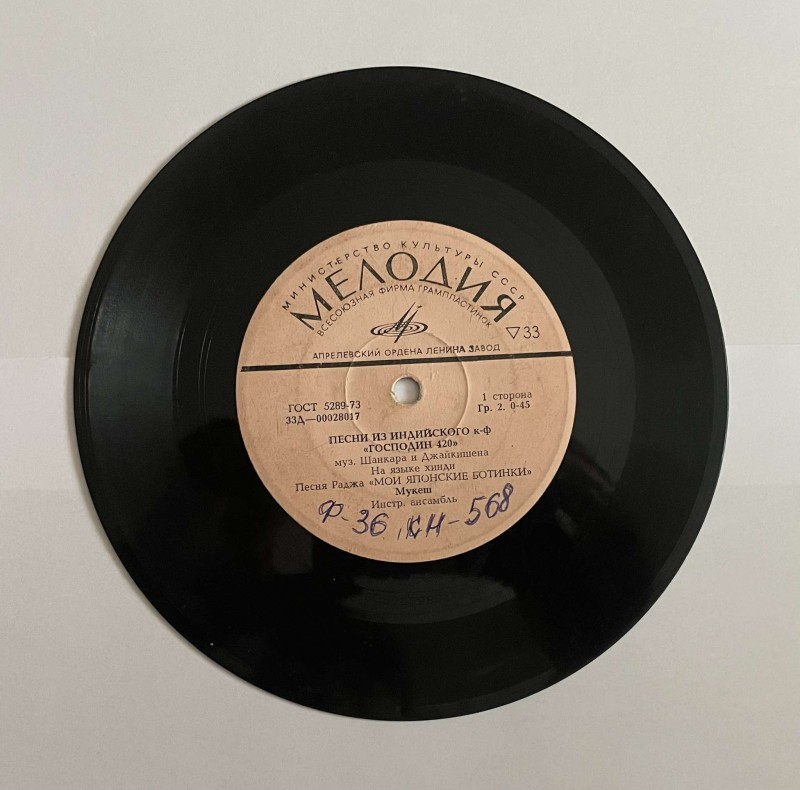 МИНИСТЕРСТВО КУЛЬТУРЫ СССР
МЕЛОДИЯ
ВСЕСОЮЗНАЯ ФИРМА ГРАМПЛАСТИНОК
▽33
АПРЕЛЕВСКИЙ ОРДЕНА ЛЕНИНА ЗАВОД
ГОСТ 5289-73
33Д—00028017
1 сторона
Гр. 2. 0-45
ПЕСНИ ИЗ ИНДИЙСКОГО к-ф
«ГОСПОДИН 420»
муз. Шанкара и Джайкишена
На языке хинди
Песня Раджа «МОИ ЯПОНСКИЕ БОТИНКИ»
Мукеш
Инстр. ансамбль
Ф-36, КН-568